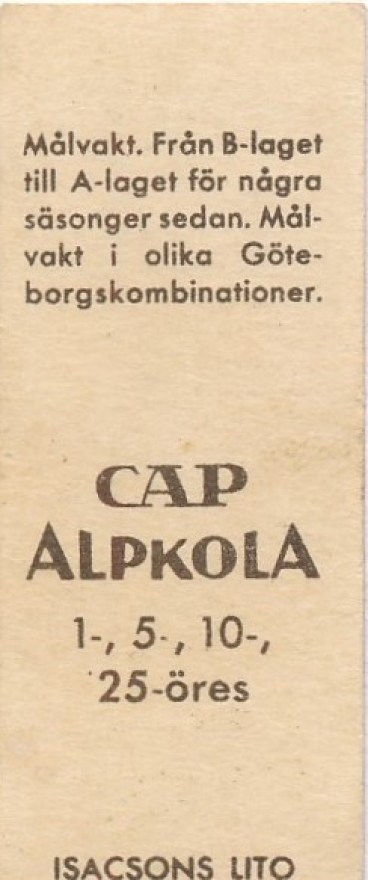 Målvakt. Från B-laget
till A-laget för några
säsonger sedan. Mål-
vakt i olika Göte-
borgskombinationer.
CAP
ALPKOLA
1-, 5-, 10-,
25-öres
ISACSONS LITO